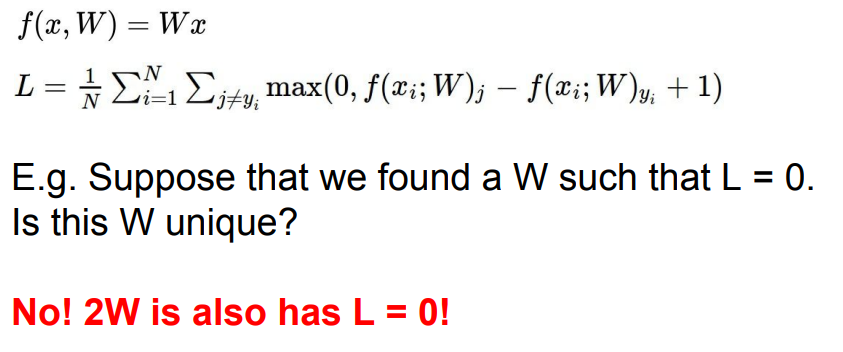 f(x, W) = Wx
L = \frac{1}{N} \sum_{i=1}^{N} \sum_{j \neq y_i} \max(0, f(x_i; W)_j - f(x_i; W)_{y_i} + 1)
E.g. Suppose that we found a W such that L = 0.
Is this W unique?
No! 2W is also has L = 0!